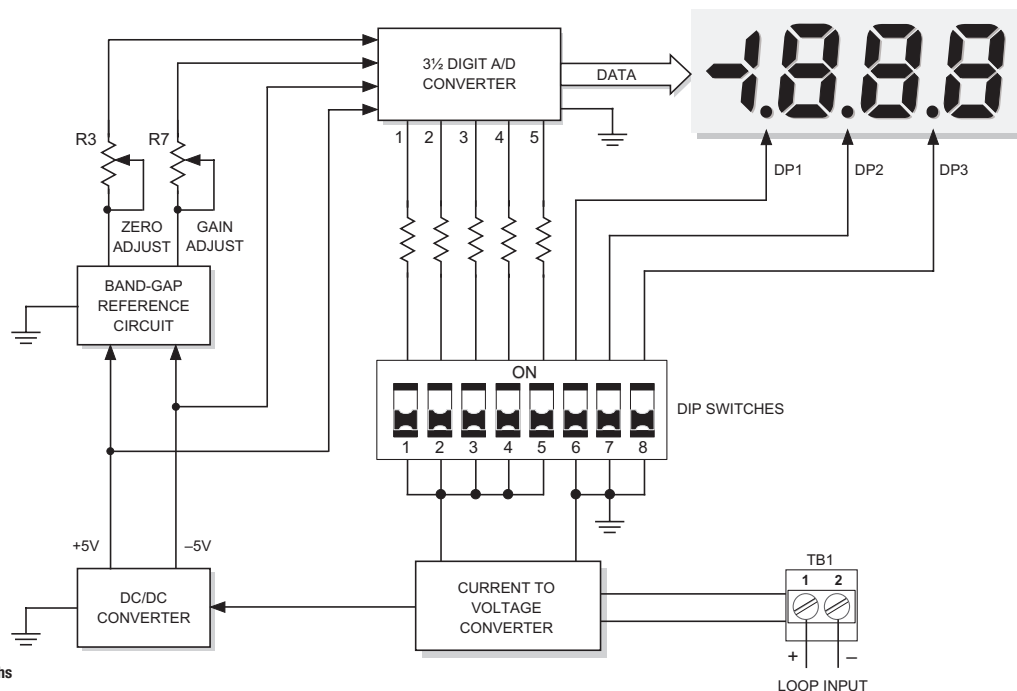 3½ DIGIT A/D
CONVERTER
DATA
-1.8.8.8
1 2 3 4 5
R3
R7
DP1
DP2
DP3
ZERO
ADJUST
GAIN
ADJUST
BAND-GAP
REFERENCE
CIRCUIT
ON
DIP SWITCHES
1 2 3 4 5 6 7 8
+5V
–5V
DC/DC
CONVERTER
CURRENT TO
VOLTAGE
CONVERTER
TB1
1 2
+ –
LOOP INPUT